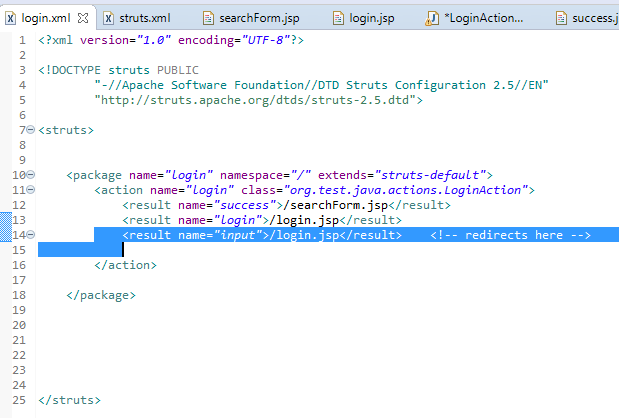 login.xml struts.xml searchForm.jsp login.jsp *LoginAction... success.j
1 <?xml version="1.0" encoding="UTF-8"?>
2
3 <!DOCTYPE struts PUBLIC
4 "-//Apache Software Foundation//DTD Struts Configuration 2.5//EN"
5 "http://struts.apache.org/dtds/struts-2.5.dtd">
6
7 <struts>
8
9
10 <package name="login" namespace="/" extends="struts-default">
11 <action name="login" class="org.test.java.actions.LoginAction">
12 <result name="success">/searchForm.jsp</result>
13 <result name="login">/login.jsp</result>
14 <result name="input">/login.jsp</result> <!-- redirects here -->
15
16 </action>
17
18 </package>
19
20
21
22
23
24
25 </struts>